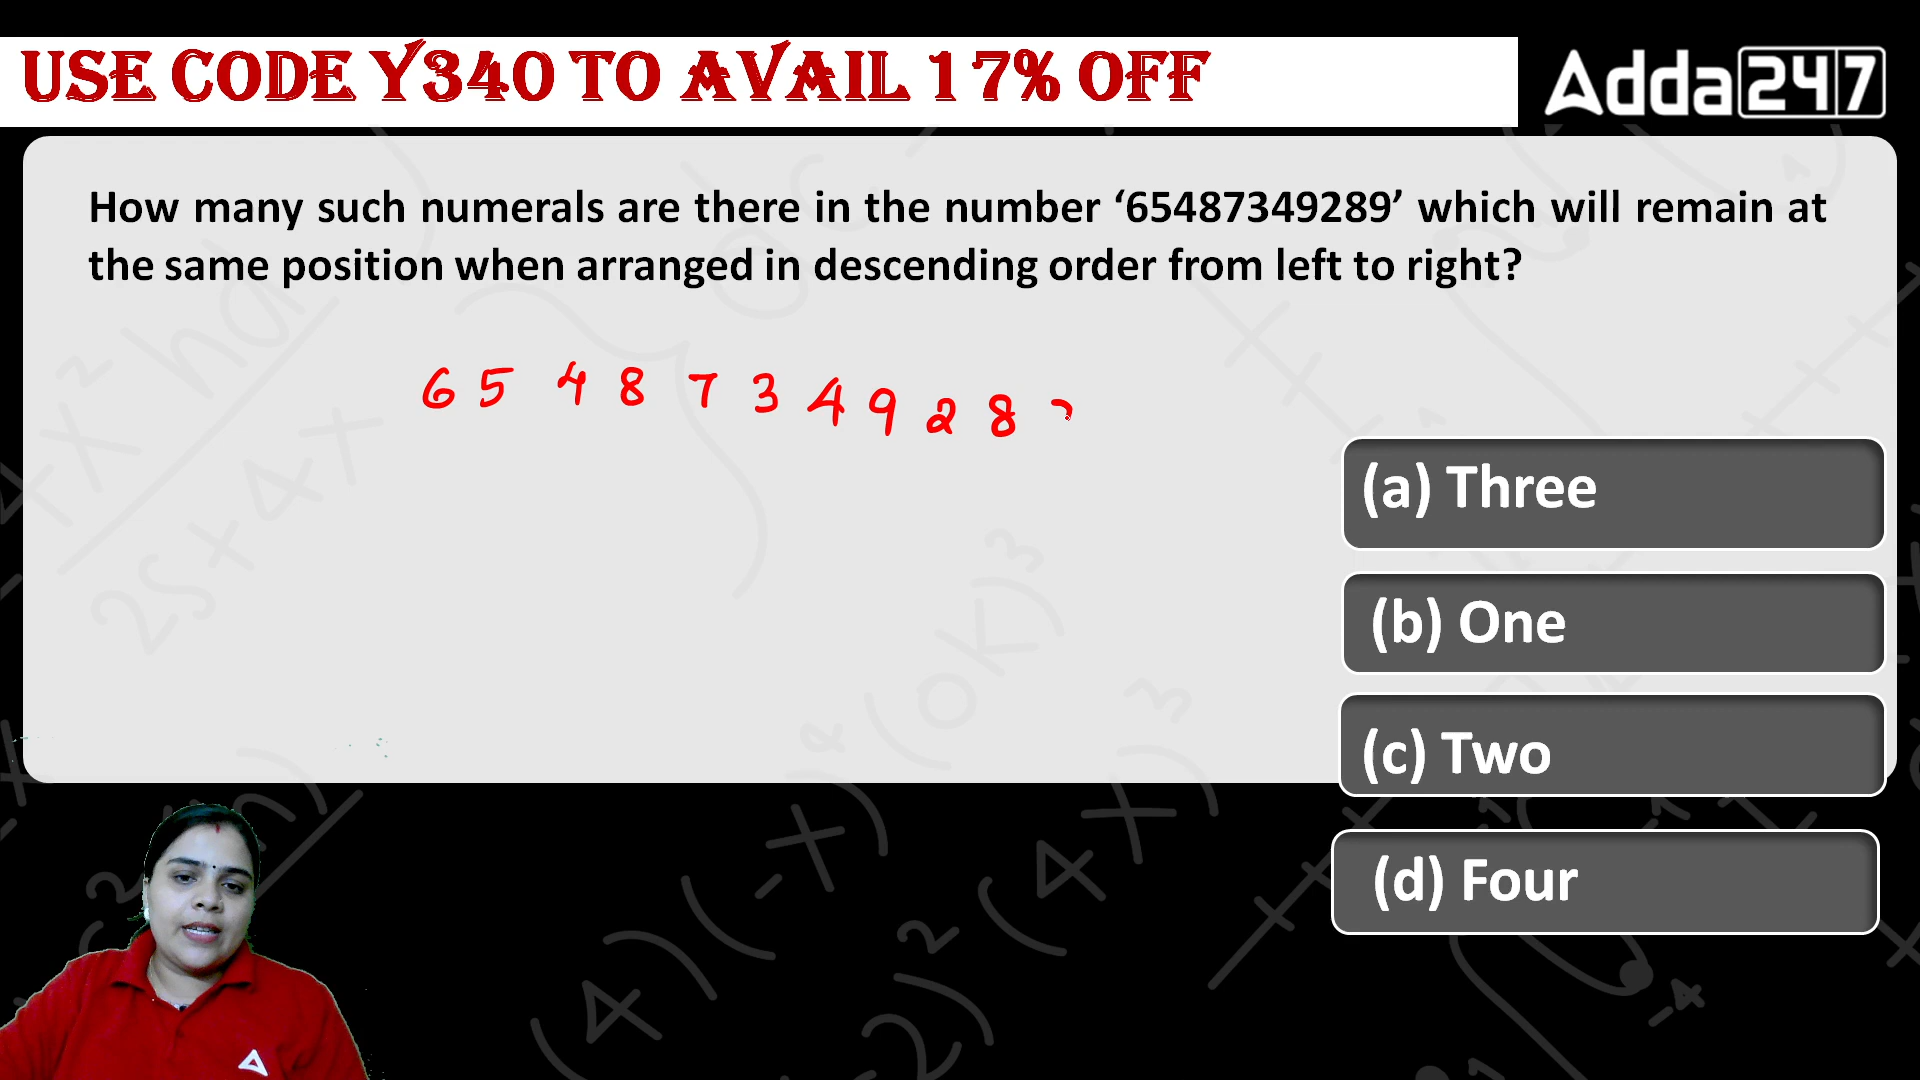 USE CODE Y340 TO AVAIL 17% OFF
Adda247
How many such numerals are there in the number ‘65487349289’ which will remain at
the same position when arranged in descending order from left to right?
6 5 4 8 7 3 4 9 2 8
(a) Three
(b) One
(c) Two
(d) Four